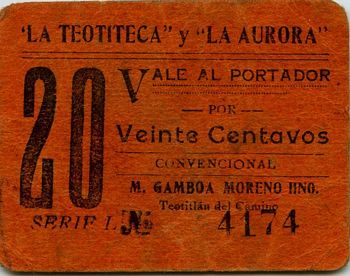 "LA TEOTITECA" y "LA AURORA"
20
VALE AL PORTADOR
— POR —
Veinte Centavos
CONVENCIONAL
M. GAMBOA MORENO HNO.
Teotitlán del Camino
SERIE I. Nº 4174